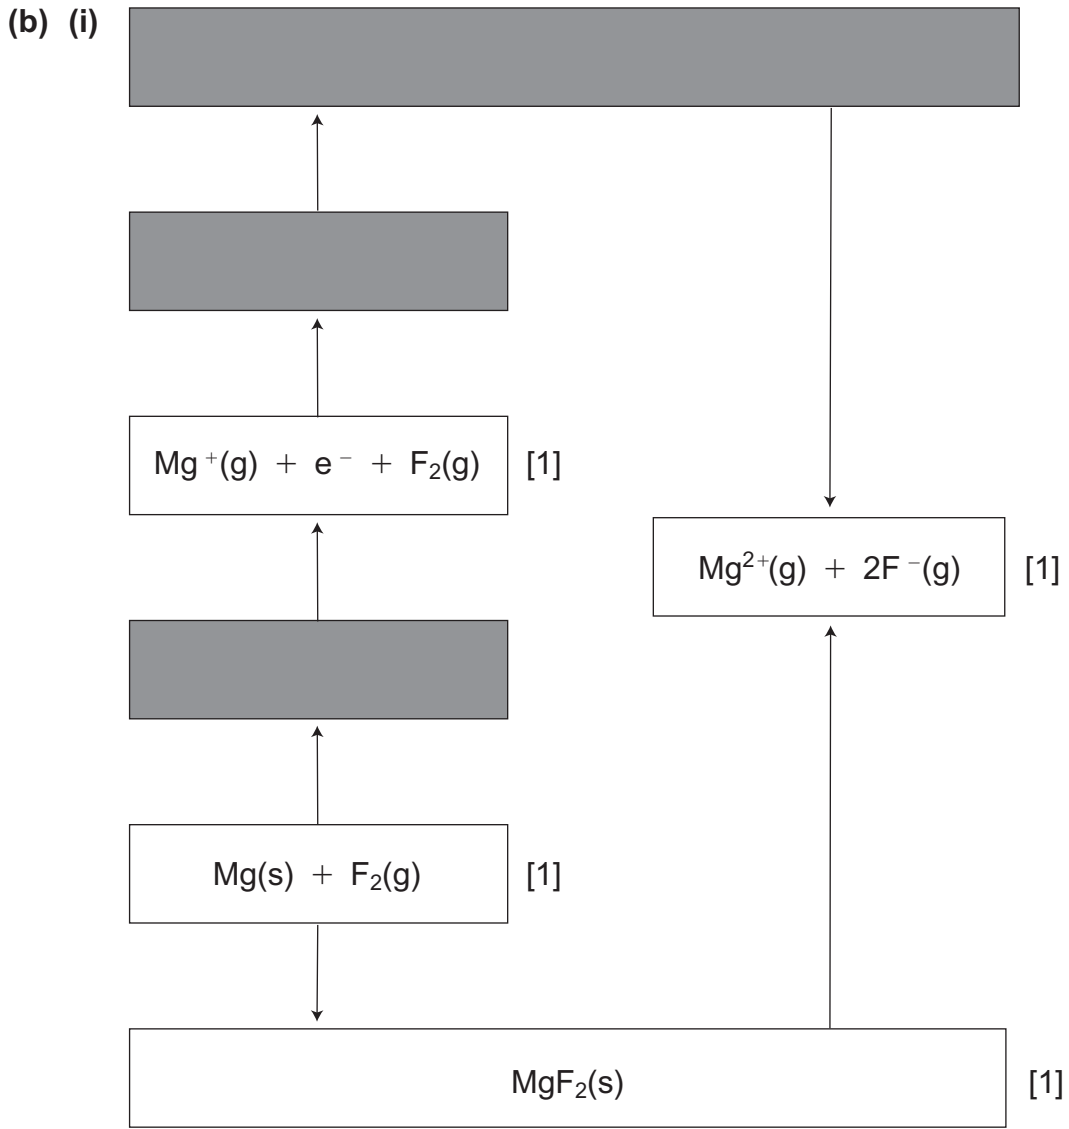 (b) (i)
Mg⁺(g) + e⁻ + F₂(g) [1]
Mg²⁺(g) + 2F⁻(g) [1]
Mg(s) + F₂(g) [1]
MgF₂(s) [1]